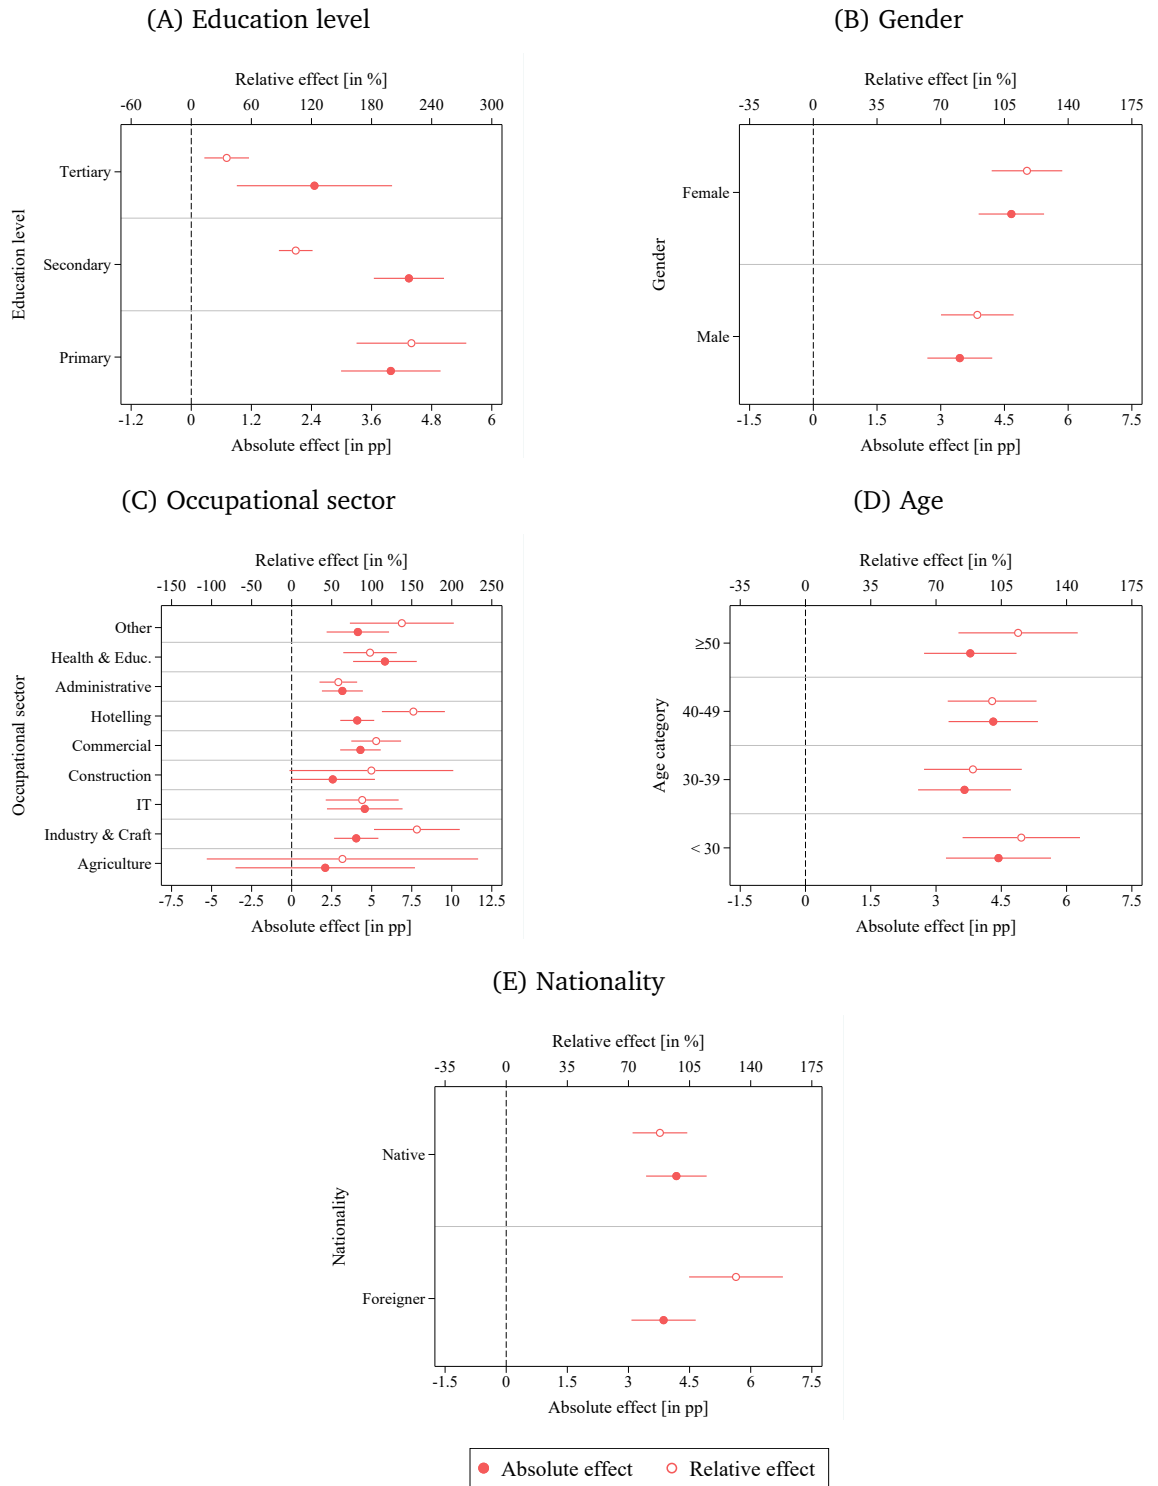 (A) Education level
Relative effect [in %]
-60 0 60 120 180 240 300
Education level
Tertiary
Secondary
Primary
-1.2 0 1.2 2.4 3.6 4.8 6
Absolute effect [in pp]
(B) Gender
Relative effect [in %]
-35 0 35 70 105 140 175
Gender
Female
Male
-1.5 0 1.5 3 4.5 6 7.5
Absolute effect [in pp]
(C) Occupational sector
Relative effect [in %]
-150 -100 -50 0 50 100 150 200 250
Occupational sector
Other
Health & Educ.
Administrative
Hotelling
Commercial
Construction
IT
Industry & Craft
Agriculture
-7.5 -5 -2.5 0 2.5 5 7.5 10 12.5
Absolute effect [in pp]
(D) Age
Relative effect [in %]
-35 0 35 70 105 140 175
Age category
≥50
40-49
30-39
< 30
-1.5 0 1.5 3 4.5 6 7.5
Absolute effect [in pp]
(E) Nationality
Relative effect [in %]
-35 0 35 70 105 140 175
Nationality
Native
Foreigner
-1.5 0 1.5 3 4.5 6 7.5
Absolute effect [in pp]
Absolute effect Relative effect